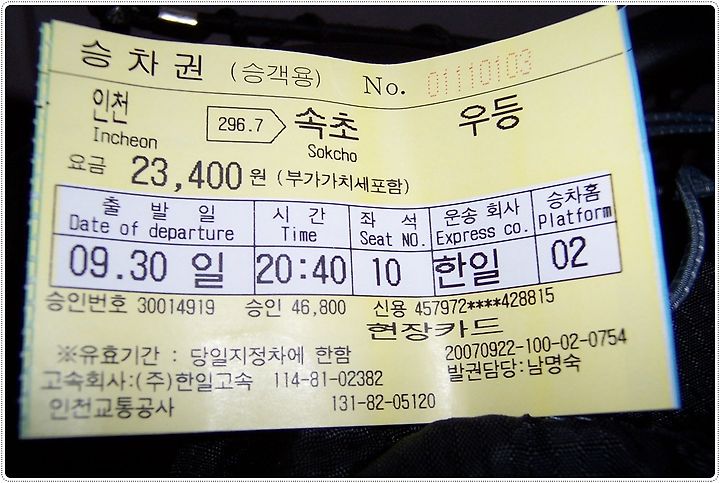 승차권 (승객용) No. 01110103
인천 296.7 속초 우등
Incheon Sokcho
요금 23,400 원 (부가가치세포함)
출 발 일 시 간 좌 석 운송 회사 승차홈
Date of departure Time Seat NO. Express co. Platform
09.30 일 20:40 10 한일 02
승인번호 30014919 승인 46,800 신용 457972****428815
현장카드
※유효기간 : 당일지정차에 한함 20070922-100-02-0754
고속회사:(주)한일고속 114-81-02382 발권담당:남명숙
인천교통공사 131-82-05120